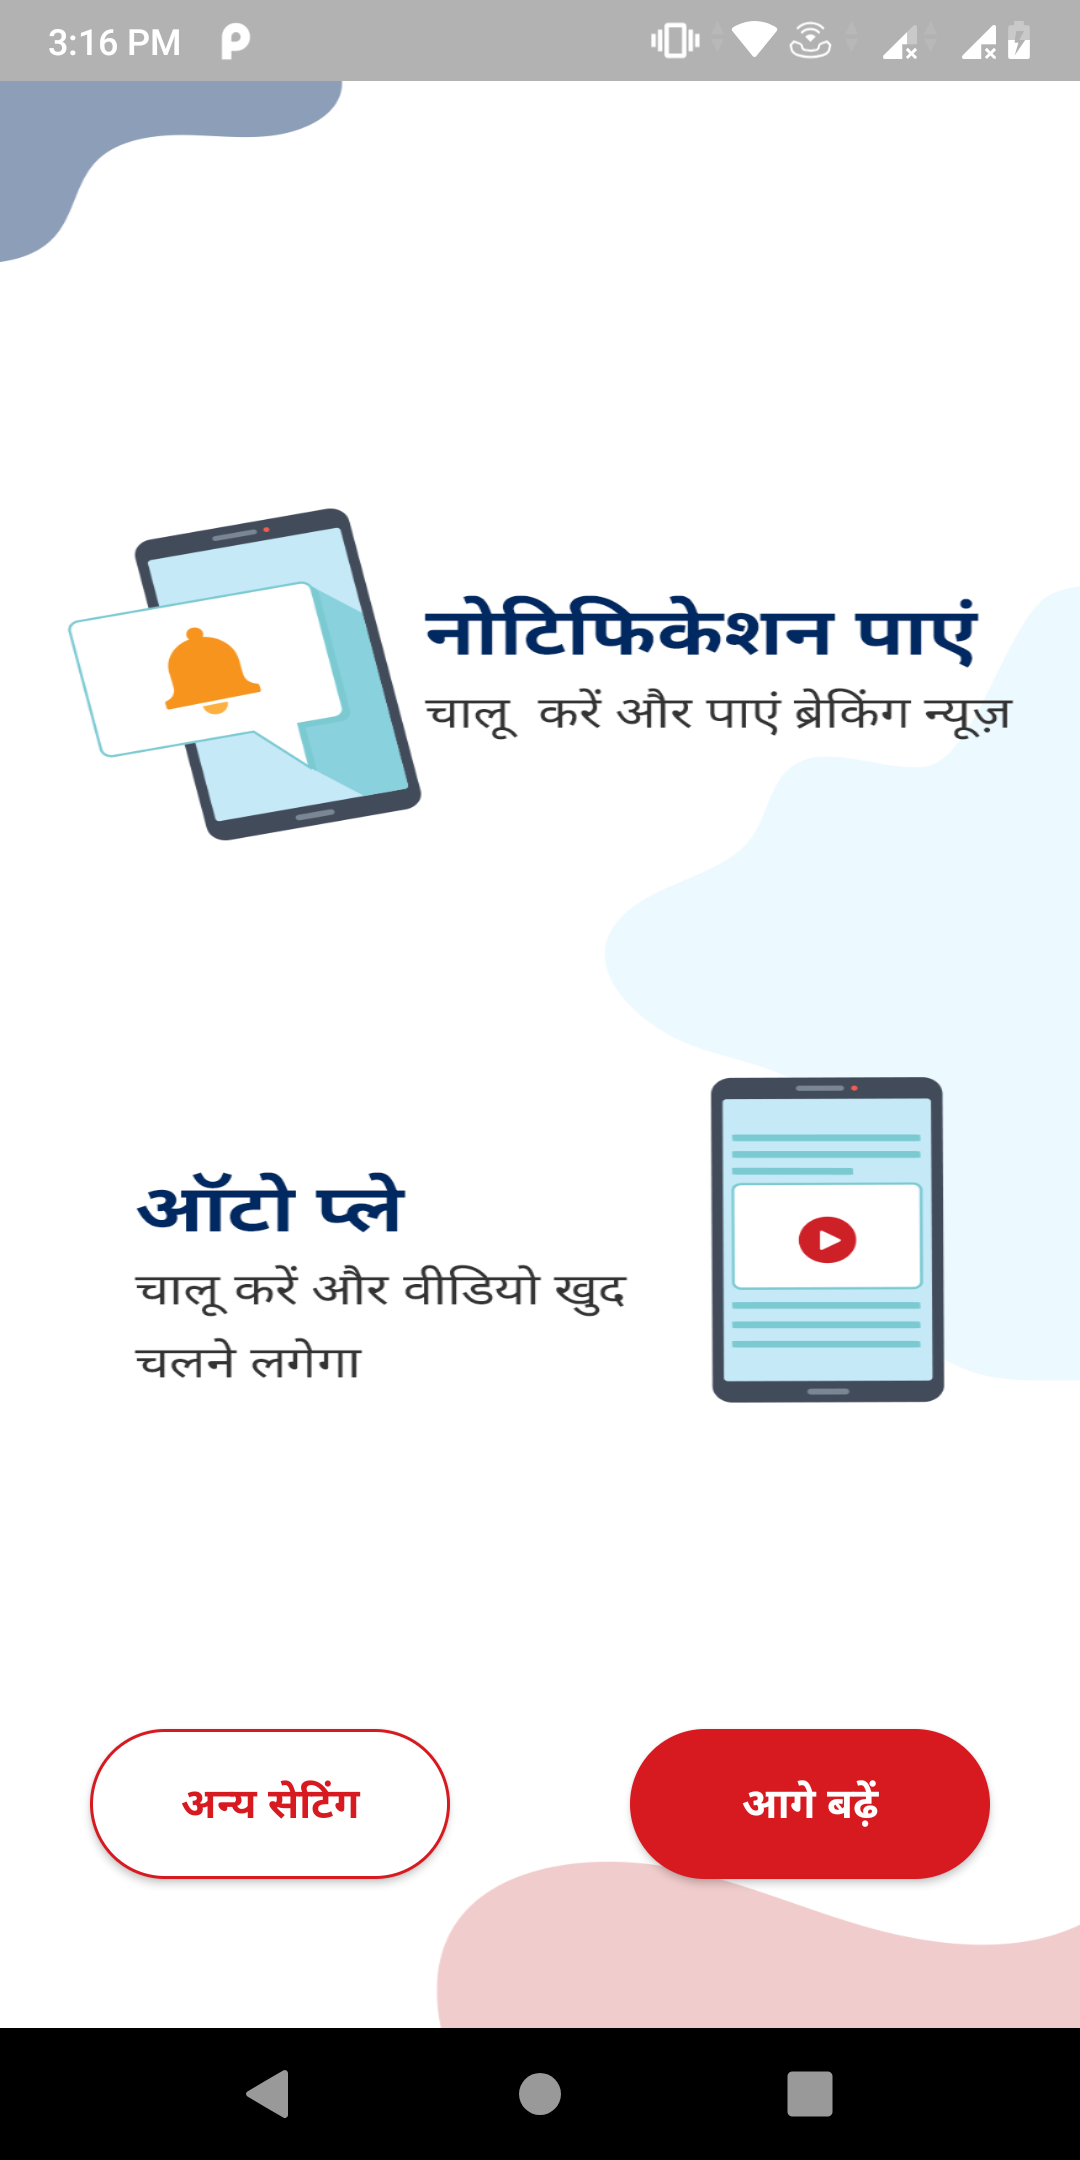 3:16 PM
नोटिफिकेशन पाएं
चालू करें और पाएं ब्रेकिंग न्यूज़
ऑटो प्ले
चालू करें और वीडियो खुद
चलने लगेगा
अन्य सेटिंग
आगे बढ़ें